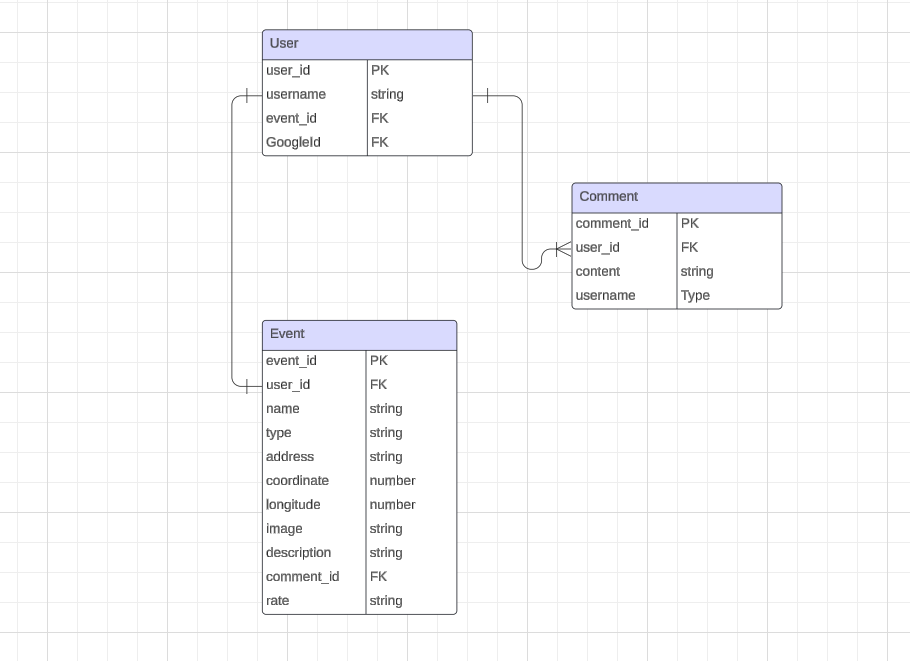 User
user_id PK
username string
event_id FK
GoogleId FK
Comment
comment_id PK
user_id FK
content string
username Type
Event
event_id PK
user_id FK
name string
type string
address string
coordinate number
longitude number
image string
description string
comment_id FK
rate string